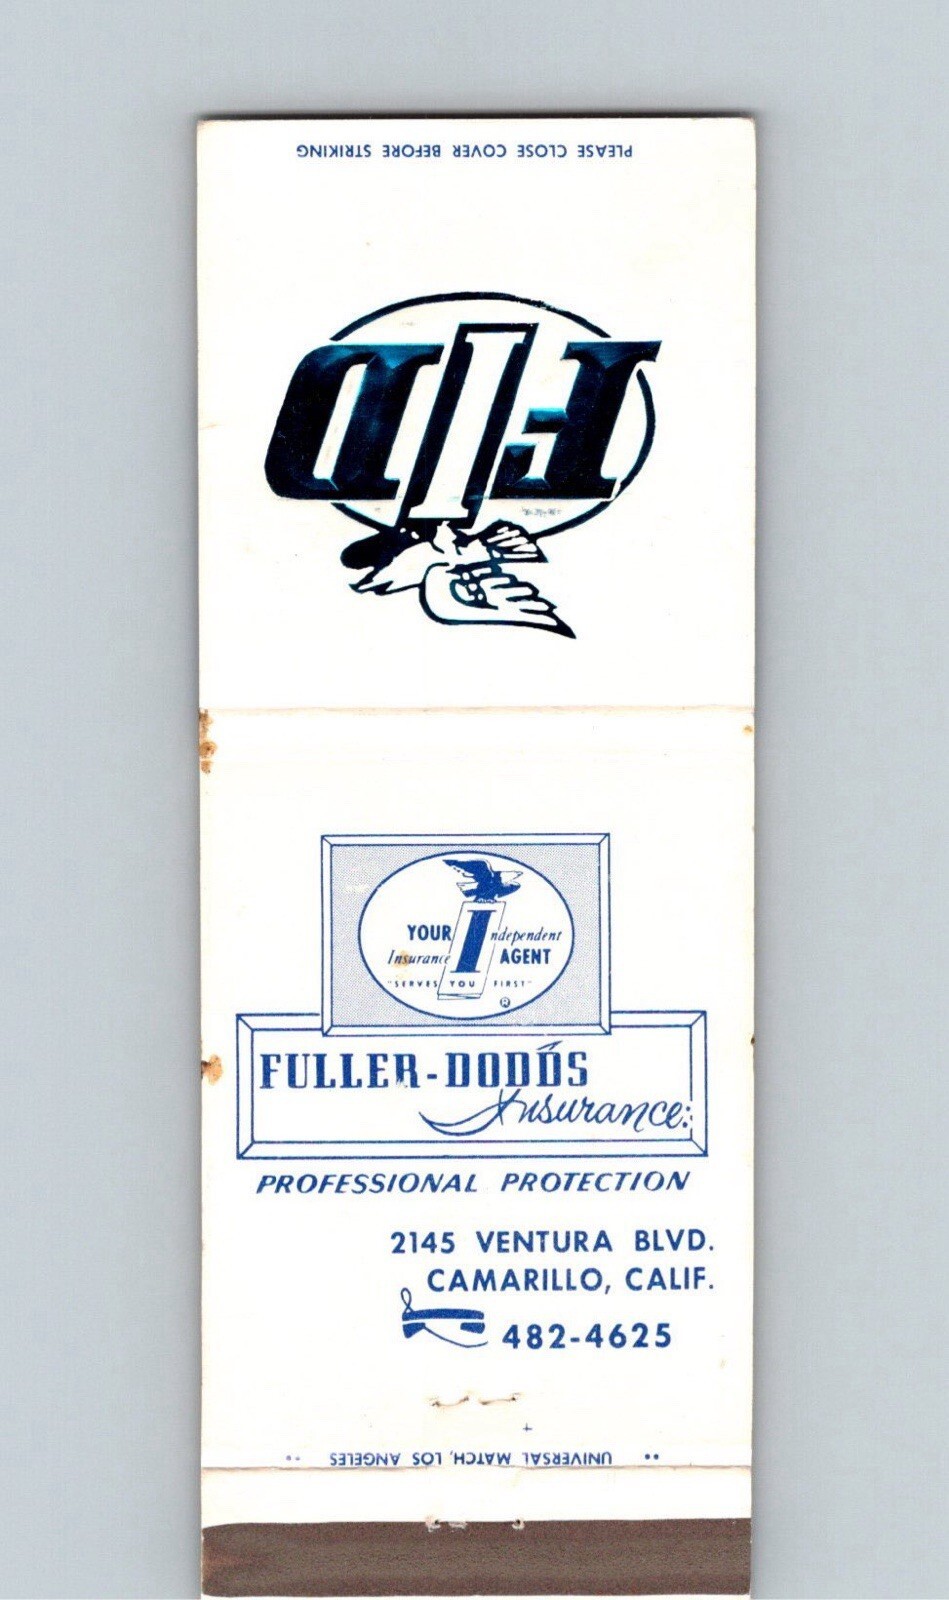 PLEASE CLOSE COVER BEFORE STRIKING
FID
YOUR Independent
Insurance AGENT
"SERVES YOU FIRST"
®
FULLER-DODDS
Insurance:
PROFESSIONAL PROTECTION
2145 VENTURA BLVD.
CAMARILLO, CALIF.
482-4625
UNIVERSAL MATCH, LOS ANGELES